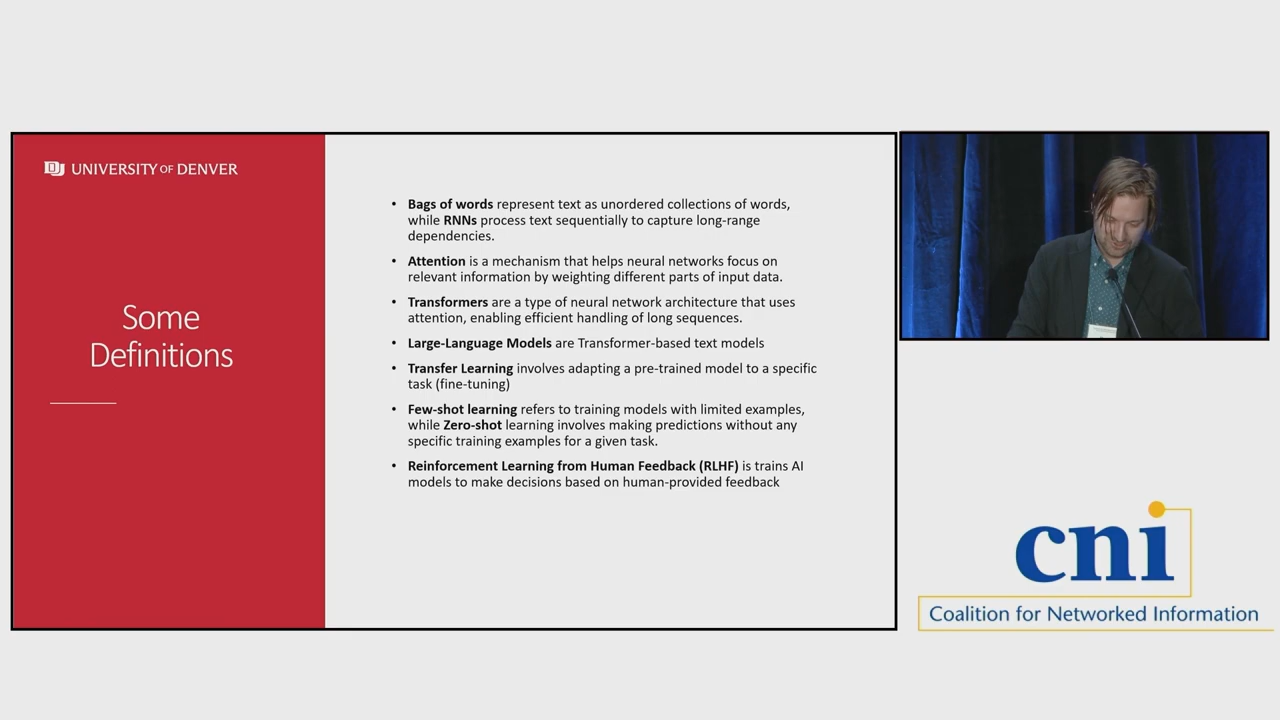 UNIVERSITY OF DENVER
Some
Definitions
• Bags of words represent text as unordered collections of words,
while RNNs process text sequentially to capture long-range
dependencies.
• Attention is a mechanism that helps neural networks focus on
relevant information by weighting different parts of input data.
• Transformers are a type of neural network architecture that uses
attention, enabling efficient handling of long sequences.
• Large-Language Models are Transformer-based text models
• Transfer Learning involves adapting a pre-trained model to a specific
task (fine-tuning)
• Few-shot learning refers to training models with limited examples,
while Zero-shot learning involves making predictions without any
specific training examples for a given task.
• Reinforcement Learning from Human Feedback (RLHF) is trains AI
models to make decisions based on human-provided feedback
cni
Coalition for Networked Information